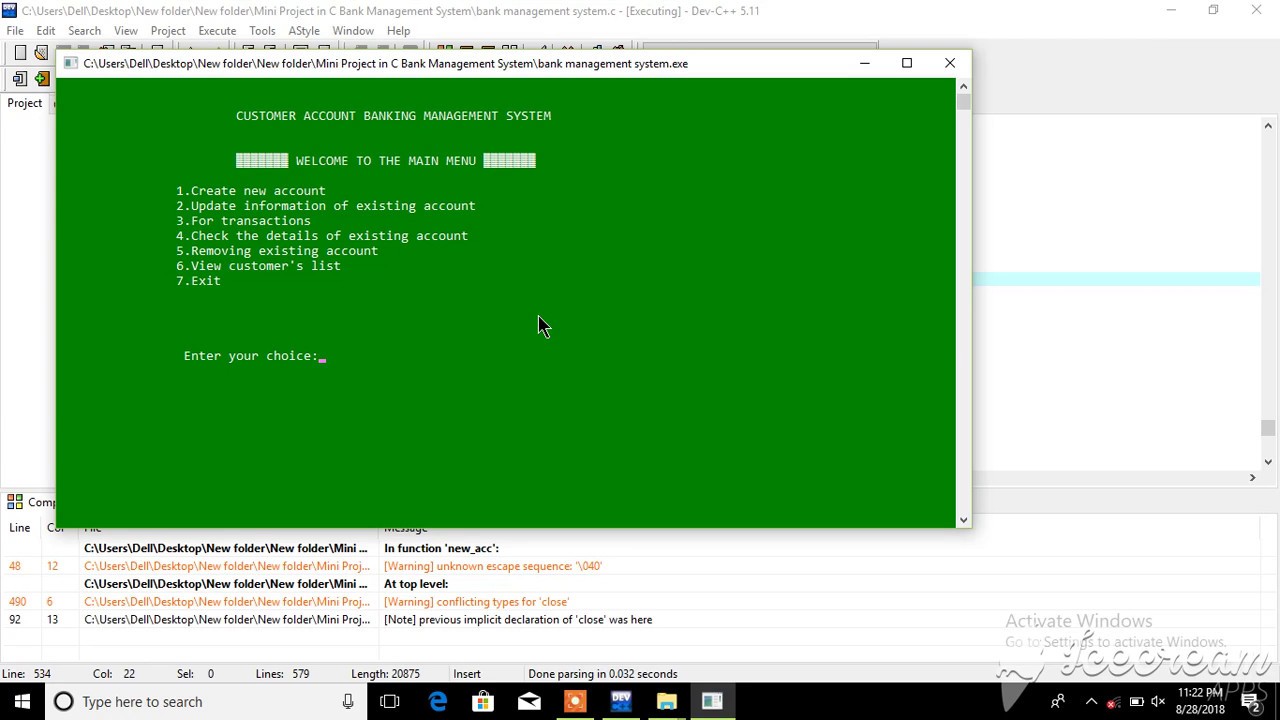 C:\Users\Dell\Desktop\New folder\New folder\Mini Project in C Bank Management System\bank management system.c - [Executing] - Dev-C++ 5.11
File Edit Search View Project Execute Tools AStyle Window Help
C:\Users\Dell\Desktop\New folder\New folder\Mini Project in C Bank Management System\bank management system.exe
Project
CUSTOMER ACCOUNT BANKING MANAGEMENT SYSTEM
WELCOME TO THE MAIN MENU
1.Create new account
2.Update information of existing account
3.For transactions
4.Check the details of existing account
5.Removing existing account
6.View customer's list
7.Exit
Enter your choice:
Comp
Line Col File Message
C:\Users\Dell\Desktop\New folder\New folder\Mini ... In function 'new_acc':
48 12 C:\Users\Dell\Desktop\New folder\New folder\Mini Proj... [Warning] unknown escape sequence: '\040'
C:\Users\Dell\Desktop\New folder\New folder\Mini ... At top level:
490 6 C:\Users\Dell\Desktop\New folder\New folder\Mini Proj... [Warning] conflicting types for 'close'
92 13 C:\Users\Dell\Desktop\New folder\New folder\Mini Proj... [Note] previous implicit declaration of 'close' was here
Activate Windows
Go to Settings to activate Windows.
Icecream
APPS
Line: 534 Col: 22 Sel: 0 Lines: 579 Length: 20875 Insert Done parsing in 0.032 seconds
Type here to search
DEV
11:22 PM
8/28/2018
2